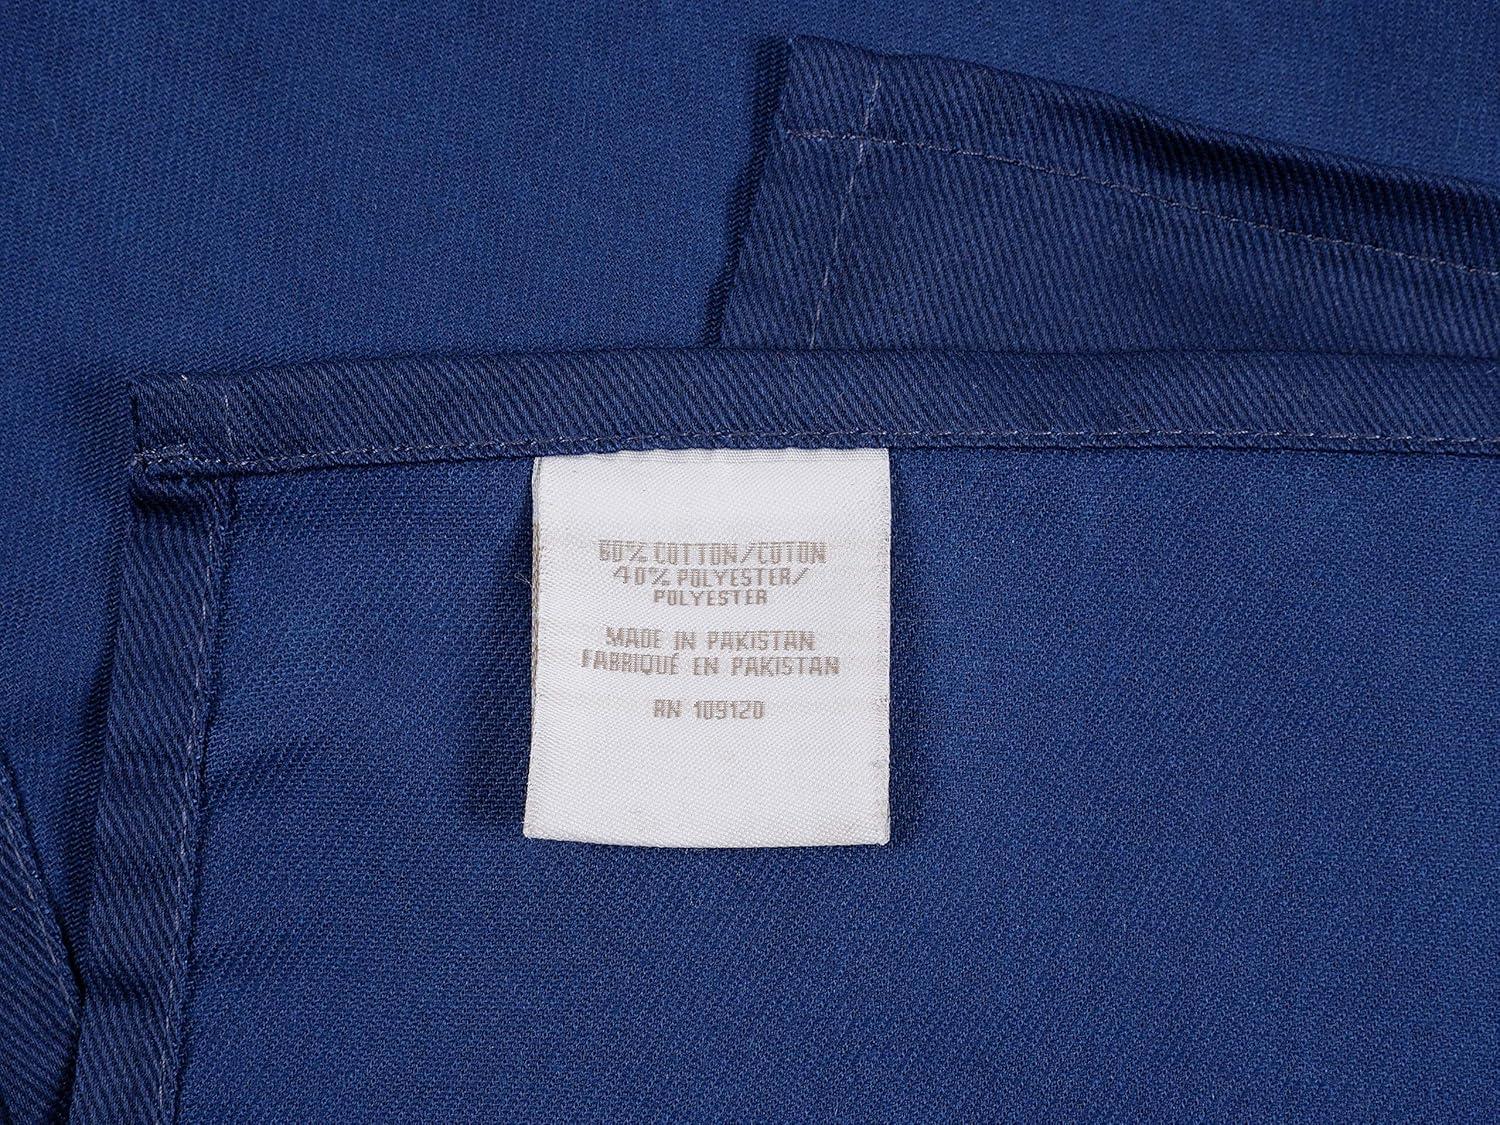 60% COTTON/COTON
40% POLYESTER/
POLYESTER
MADE IN PAKISTAN
FABRIQUÉ EN PAKISTAN
RN 109120